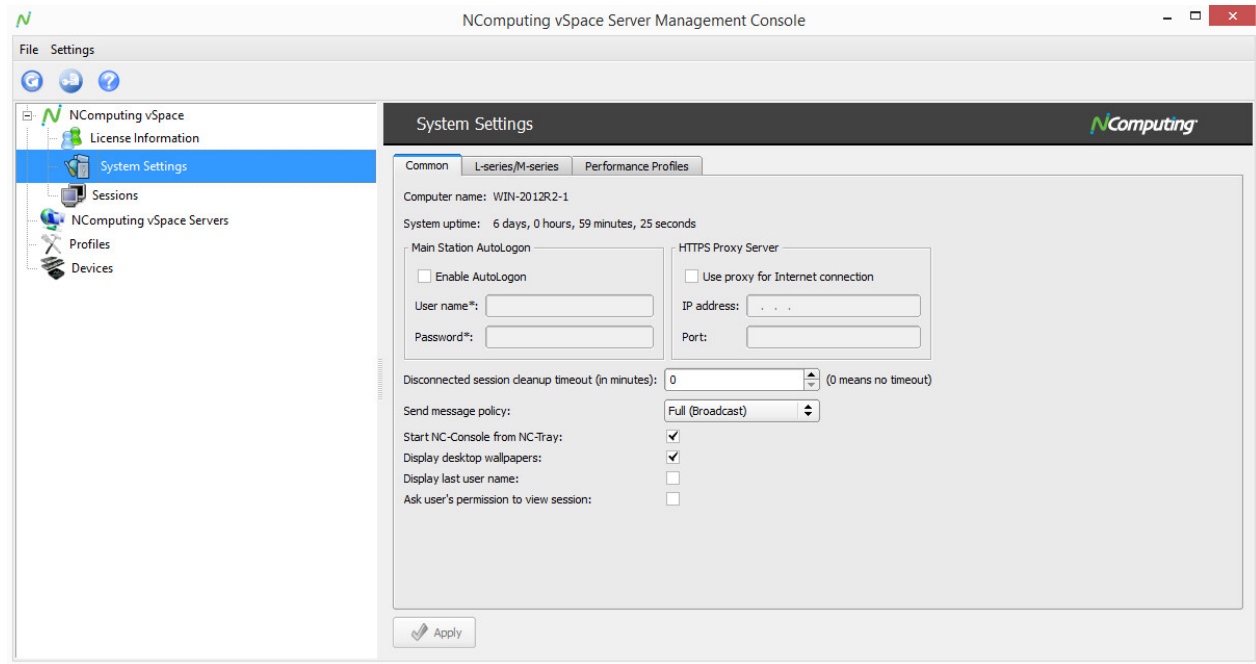 NComputing vSpace Server Management Console
File Settings
NComputing vSpace
License Information
System Settings
Sessions
NComputing vSpace Servers
Profiles
Devices
System Settings
NComputing
Common L-series/M-series Performance Profiles
Computer name: WIN-2012R2-1
System uptime: 6 days, 0 hours, 59 minutes, 25 seconds
Main Station AutoLogon
Enable AutoLogon
User name*:
Password*:
HTTPS Proxy Server
Use proxy for Internet connection
IP address: . . .
Port:
Disconnected session cleanup timeout (in minutes): 0 (0 means no timeout)
Send message policy: Full (Broadcast)
Start NC-Console from NC-Tray:
Display desktop wallpapers:
Display last user name:
Ask user's permission to view session:
Apply